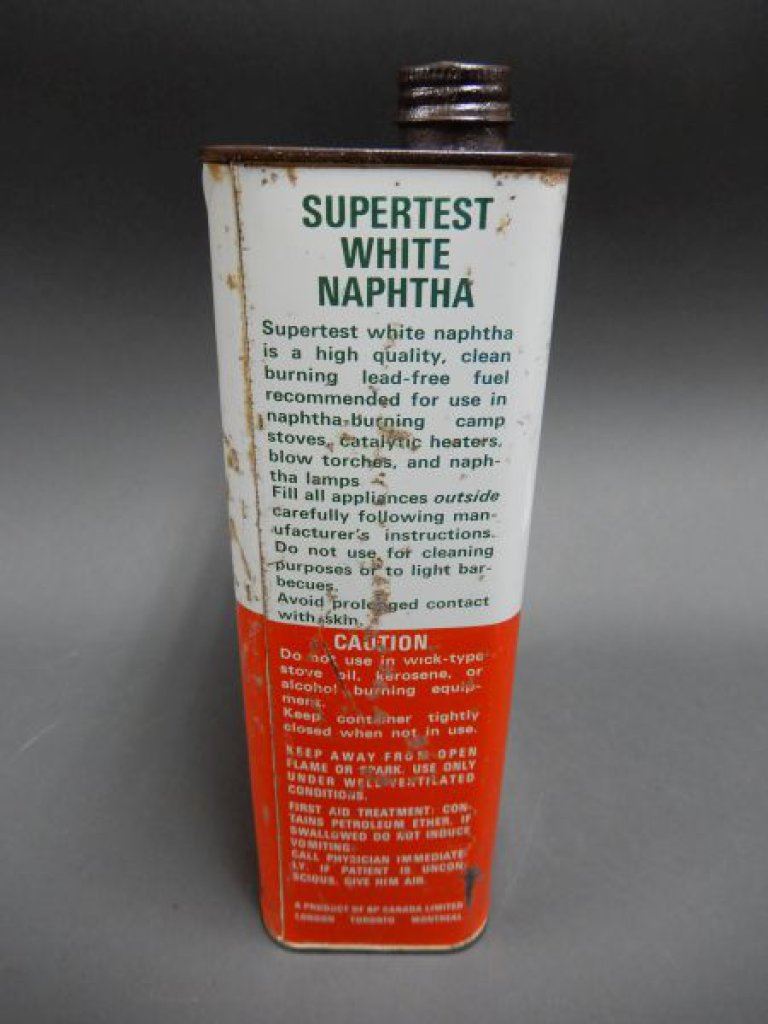 SUPERTEST
WHITE
NAPHTHA
Supertest white naphtha
is a high quality, clean
burning lead-free fuel
recommended for use in
naphtha-burning camp
stoves, catalytic heaters,
blow torches, and naph-
tha lamps
Fill all appliances outside
carefully following man-
ufacturer's instructions.
Do not use for cleaning
purposes or to light bar-
becues.
Avoid prolonged contact
with skin.
CAUTION
Do not use in wick-type
stove oil, kerosene, or
alcohol burning equip-
ment.
Keep container tightly
closed when not in use.
KEEP AWAY FROM OPEN
FLAME OR SPARK. USE ONLY
UNDER WELL-VENTILATED
CONDITIONS.
FIRST AID TREATMENT: CON-
TAINS PETROLEUM ETHER. IF
SWALLOWED DO NOT INDUCE
VOMITING.
CALL PHYSICIAN IMMEDIATE-
LY. IF PATIENT IS UNCON-
SCIOUS, GIVE HIM AIR.
A PRODUCT OF BP CANADA LIMITED
LONDON TORONTO MONTREAL